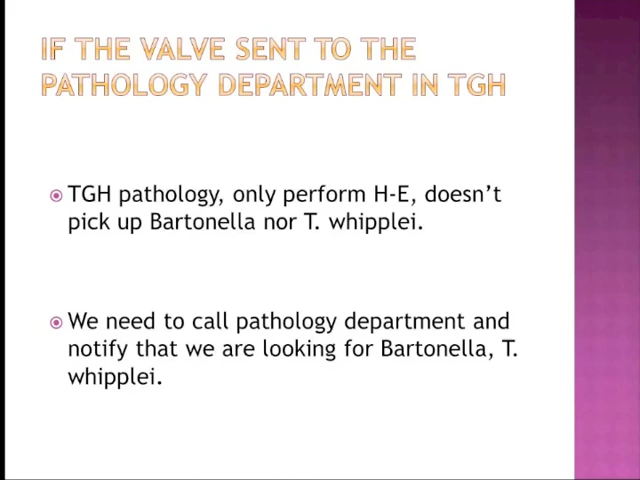 IF THE VALVE SENT TO THE
PATHOLOGY DEPARTMENT IN TGH
TGH pathology, only perform H-E, doesn’t
pick up Bartonella nor T. whipplei.
We need to call pathology department and
notify that we are looking for Bartonella, T.
whipplei.